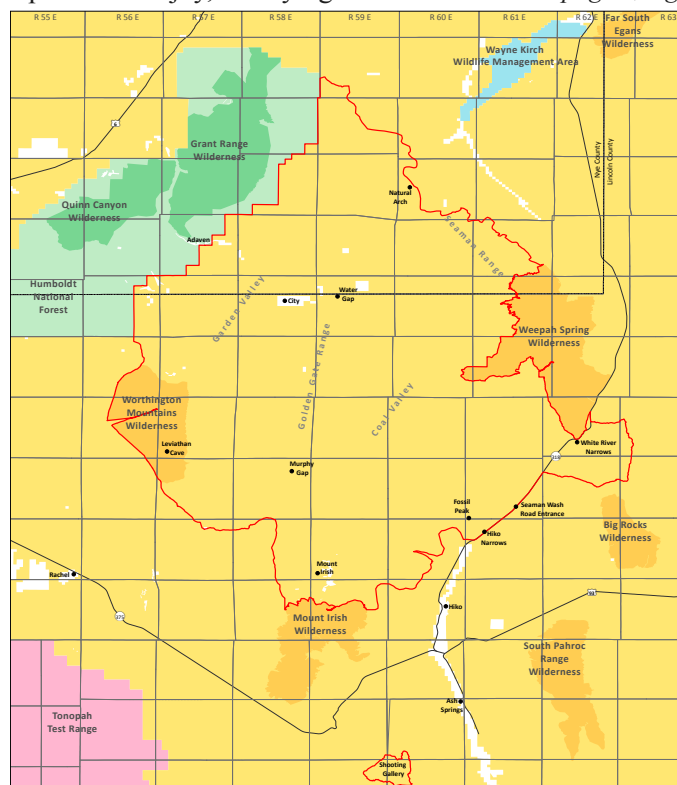 R 55 E
R 56 E
R 57 E
R 58 E
R 59 E
R 60 E
R 61 E
R 62 E
R 63
Far South
Egans
Wilderness
Wayne Kirch
Wildlife Management Area
6
Grant Range
Wilderness
Nye County
Lincoln County
Natural
Arch
Quinn Canyon
Wilderness
Seaman Range
Adaven
Humboldt
National
Forest
Garden Valley
City
Water
Gap
Weepah Spring
Wilderness
Golden Gate Range
Coal Valley
Worthington
Mountains
Wilderness
Leviathan
Cave
White River
Narrows
318
Murphy
Gap
Fossil
Peak
Seaman Wash
Road Entrance
Hiko
Narrows
Big Rocks
Wilderness
Rachel
Mount
Irish
93
Hiko
375
Mount Irish
Wilderness
South Pahroc
Range
Wilderness
Ash
Springs
Tonopah
Test Range
Shooting
Gallery